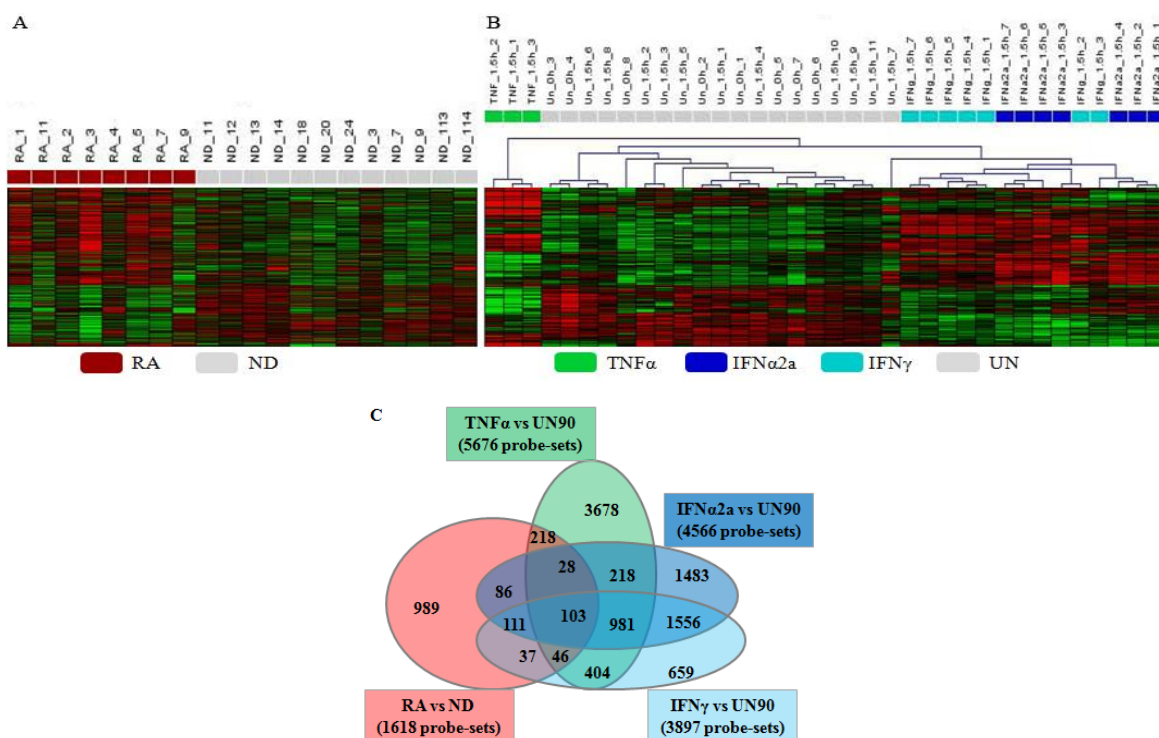 A
RA_1
RA_11
RA_2
RA_3
RA_4
RA_5
RA_7
RA_9
ND_11
ND_12
ND_13
ND_14
ND_18
ND_20
ND_24
ND_3
ND_7
ND_9
ND_113
ND_114
RA
ND
B
TNF_1.5h_2
TNF_1.5h_1
TNF_1.5h_3
Un_0h_3
Un_0h_4
Un_1.5h_6
Un_1.5h_8
Un_0h_8
Un_1.5h_2
Un_1.5h_3
Un_1.5h_5
Un_0h_2
Un_1.5h_1
Un_0h_1
Un_1.5h_4
Un_0h_5
Un_0h_7
Un_0h_6
Un_1.5h_10
Un_1.5h_9
Un_1.5h_11
Un_1.5h_7
IFNg_1.5h_7
IFNg_1.5h_6
IFNg_1.5h_5
IFNg_1.5h_4
IFNg_1.5h_1
IFNa2a_1.5h_7
IFNa2a_1.5h_6
IFNa2a_1.5h_5
IFNa2a_1.5h_3
IFNg_1.5h_2
IFNg_1.5h_3
IFNa2a_1.5h_4
IFNa2a_1.5h_2
IFNa2a_1.5h_1
TNFα
IFNα2a
IFNγ
UN
C
TNFα vs UN90
(5676 probe-sets)
IFNα2a vs UN90
(4566 probe-sets)
3678
218
28
218
1483
86
989
111
103
981
1556
37
46
404
659
RA vs ND
(1618 probe-sets)
IFNγ vs UN90
(3897 probe-sets)